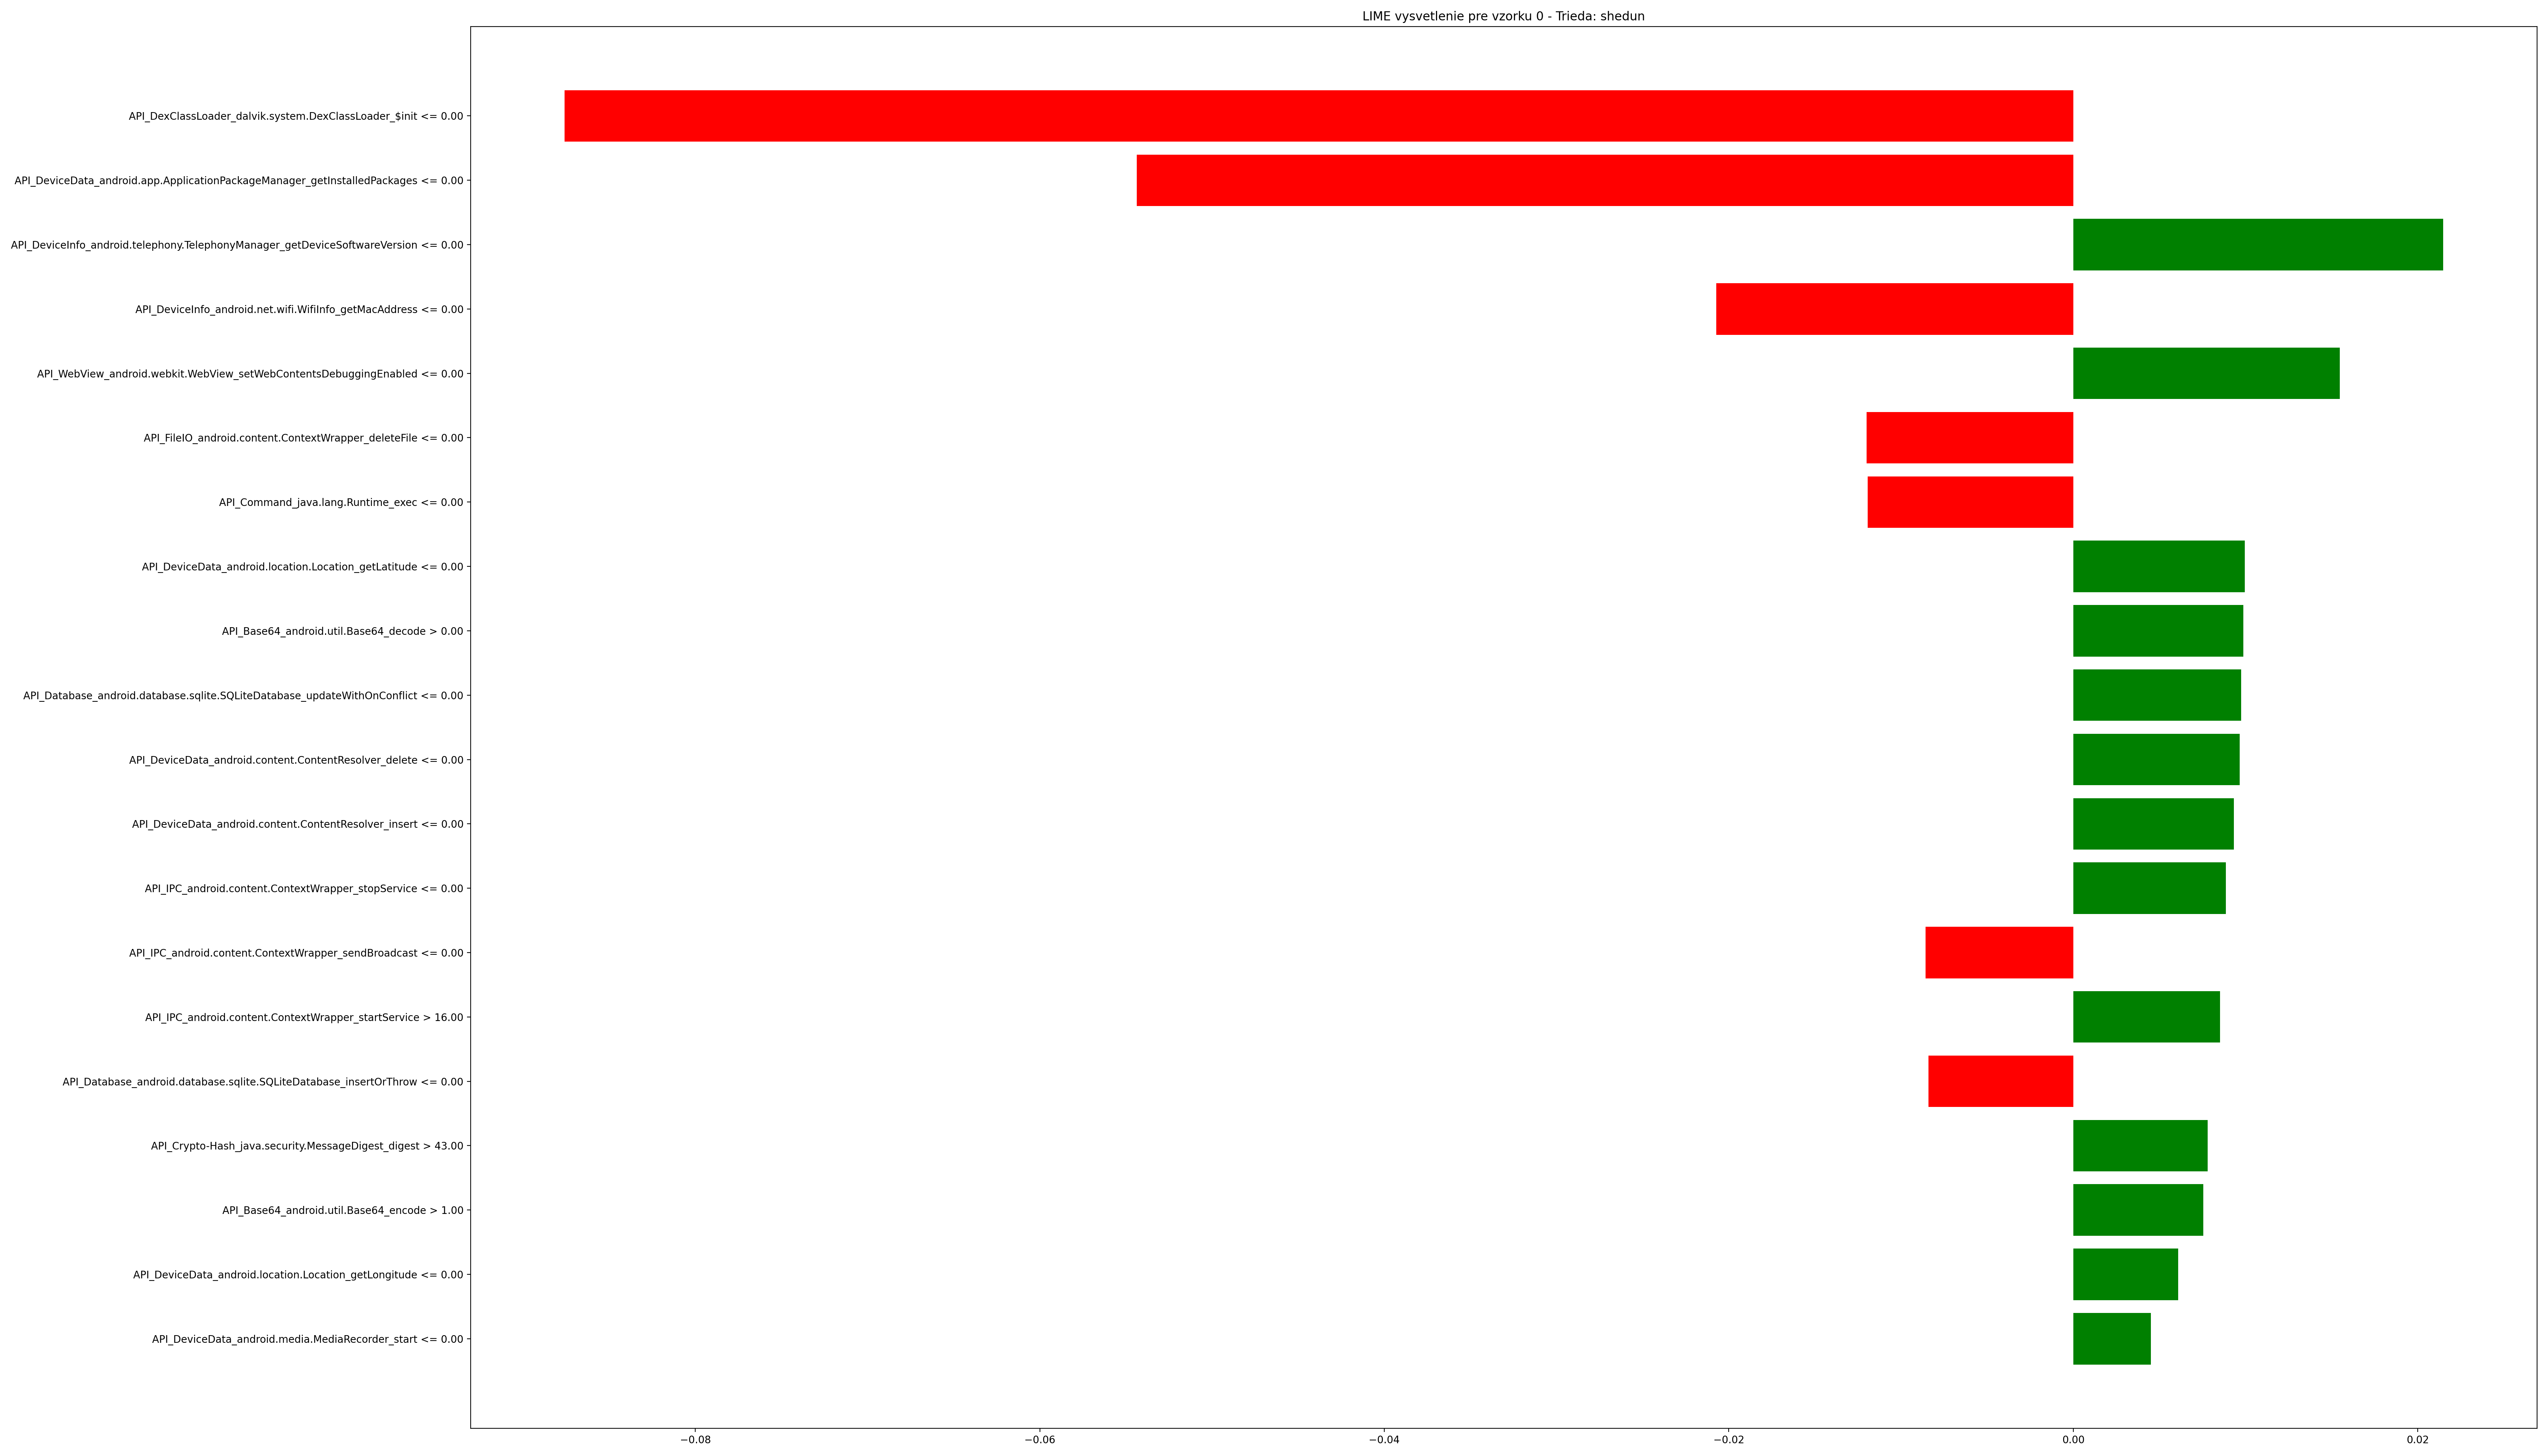 LIME vysvetlenie pre vzorku 0 - Trieda: shedun
API_DexClassLoader_dalvik.system.DexClassLoader_$init <= 0.00
API_DeviceData_android.app.ApplicationPackageManager_getInstalledPackages <= 0.00
API_DeviceInfo_android.telephony.TelephonyManager_getDeviceSoftwareVersion <= 0.00
API_DeviceInfo_android.net.wifi.WifiInfo_getMacAddress <= 0.00
API_WebView_android.webkit.WebView_setWebContentsDebuggingEnabled <= 0.00
API_FileIO_android.content.ContextWrapper_deleteFile <= 0.00
API_Command_java.lang.Runtime_exec <= 0.00
API_DeviceData_android.location.Location_getLatitude <= 0.00
API_Base64_android.util.Base64_decode > 0.00
API_Database_android.database.sqlite.SQLiteDatabase_updateWithOnConflict <= 0.00
API_DeviceData_android.content.ContentResolver_delete <= 0.00
API_DeviceData_android.content.ContentResolver_insert <= 0.00
API_IPC_android.content.ContextWrapper_stopService <= 0.00
API_IPC_android.content.ContextWrapper_sendBroadcast <= 0.00
API_IPC_android.content.ContextWrapper_startService > 16.00
API_Database_android.database.sqlite.SQLiteDatabase_insertOrThrow <= 0.00
API_Crypto-Hash_java.security.MessageDigest_digest > 43.00
API_Base64_android.util.Base64_encode > 1.00
API_DeviceData_android.location.Location_getLongitude <= 0.00
API_DeviceData_android.media.MediaRecorder_start <= 0.00
−0.08 −0.06 −0.04 −0.02 0.00 0.02